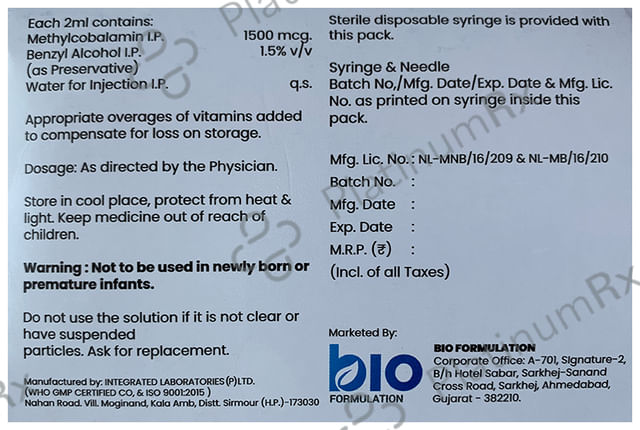 Each 2ml contains:
Methylcobalamin I.P. 1500 mcg.
Benzyl Alcohol I.P. 1.5% v/v
(as Preservative)
Water for Injection I.P. q.s.
Appropriate overages of vitamins added
to compensate for loss on storage.
Dosage: As directed by the Physician.
Store in cool place, protect from heat &
light. Keep medicine out of reach of
children.
Warning : Not to be used in newly born or
premature infants.
Do not use the solution if it is not clear or
have suspended
particles. Ask for replacement.
Manufactured by: INTEGRATED LABORATORIES (P) LTD.
(WHO GMP CERTIFIED CO, & ISO 9001:2015 )
Nahan Road. Vill. Moginand, Kala Amb, Distt. Sirmour (H.P.)-173030
Sterile disposable syringe is provided with
this pack.
Syringe & Needle
Batch No,/Mfg. Date/Exp. Date & Mfg. Lic.
No. as printed on syringe inside this
pack.
Mfg. Lic. No. : NL-MNB/16/209 & NL-MB/16/210
Batch No. :
Mfg. Date :
Exp. Date :
M.R.P. (₹) :
(Incl. of all Taxes)
Marketed By:
bio
FORMULATION
BIO FORMULATION
Corporate Office: A-701, Signature-2,
B/h Hotel Sabar, Sarkhej-Sanand
Cross Road, Sarkhej, Ahmedabad,
Gujarat - 382210.
PlatinumRx
PlatinumRx
PlatinumRx
Rx